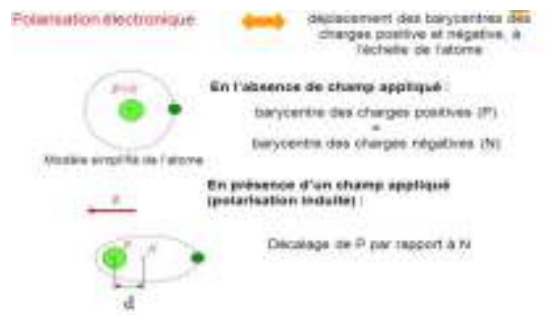 Polarisation électronique
déplacement des barycentres des
charges positive et négative, à
l'échelle de l'atome
En l'absence de champ appliqué :
P=N
barycentre des charges positives (P)
=
barycentre des charges négatives (N)
Modèle simplifié de l'atome
En présence d'un champ appliqué
(polarisation induite) :
E
Décalage de P par rapport à N
P
N
d